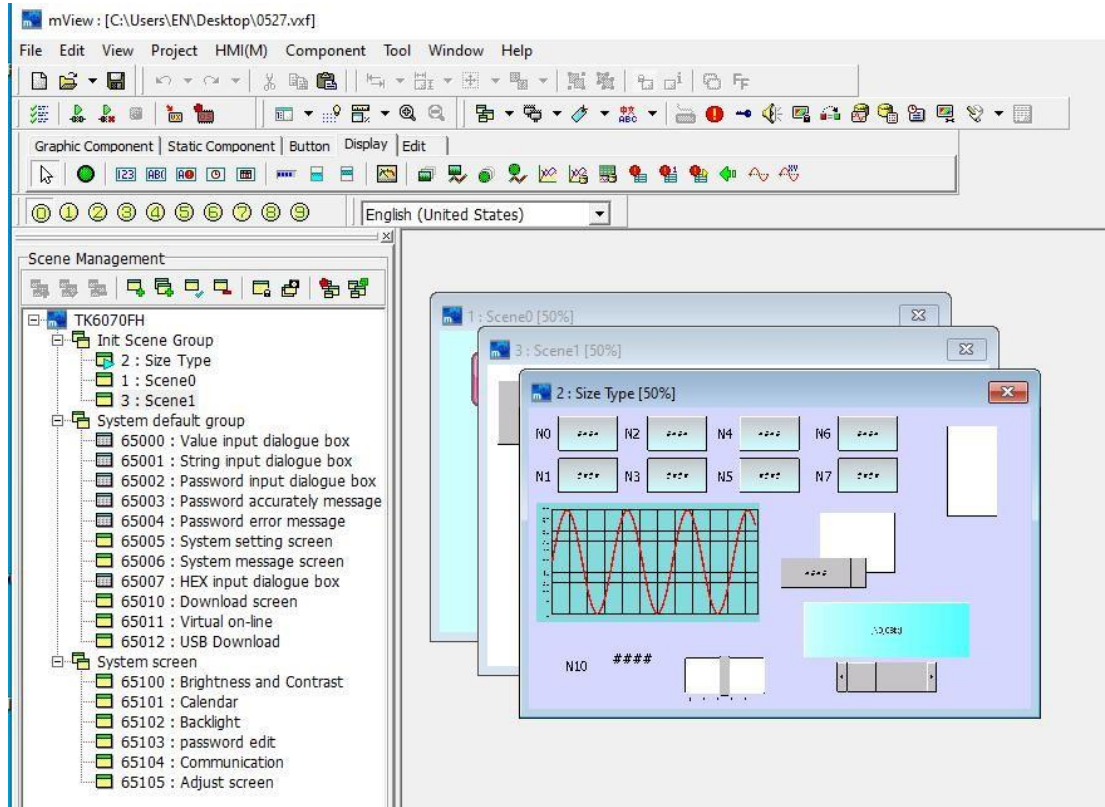 mView : [C:\Users\EN\Desktop\0527.vxf]
File Edit View Project HMI(M) Component Tool Window Help
Graphic Component Static Component Button Display Edit
English (United States)
Scene Management
TK6070FH
Init Scene Group
2 : Size Type
1 : Scene0
3 : Scene1
System default group
65000 : Value input dialogue box
65001 : String input dialogue box
65002 : Password input dialogue box
65003 : Password accurately message
65004 : Password error message
65005 : System setting screen
65006 : System message screen
65007 : HEX input dialogue box
65010 : Download screen
65011 : Virtual on-line
65012 : USB Download
System screen
65100 : Brightness and Contrast
65101 : Calendar
65102 : Backlight
65103 : password edit
65104 : Communication
65105 : Adjust screen
1 : Scene0 [50%]
3 : Scene1 [50%]
2 : Size Type [50%]
N0 N2 N4 N6
N1 N3 N5 N7
N10 ####